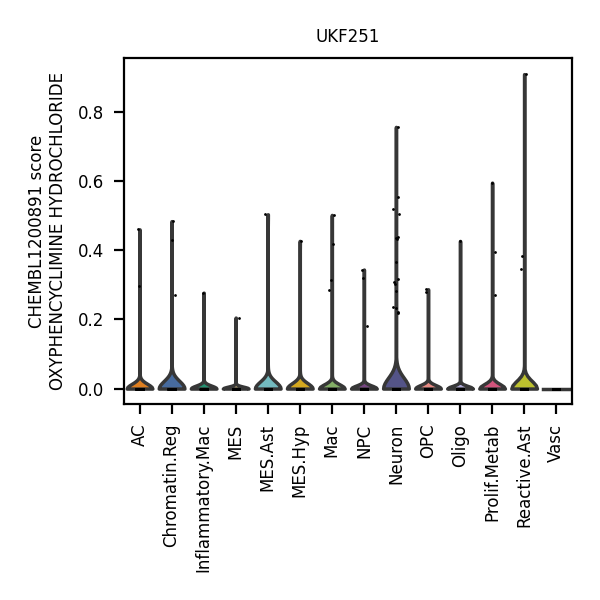 UKF251
CHEMBL1200891 score
OXYPHENCYCLIMINE HYDROCHLORIDE
0.8
0.6
0.4
0.2
0.0
AC
Chromatin.Reg
Inflammatory.Mac
MES
MES.Ast
MES.Hyp
Mac
NPC
Neuron
OPC
Oligo
Prolif.Metab
Reactive.Ast
Vasc